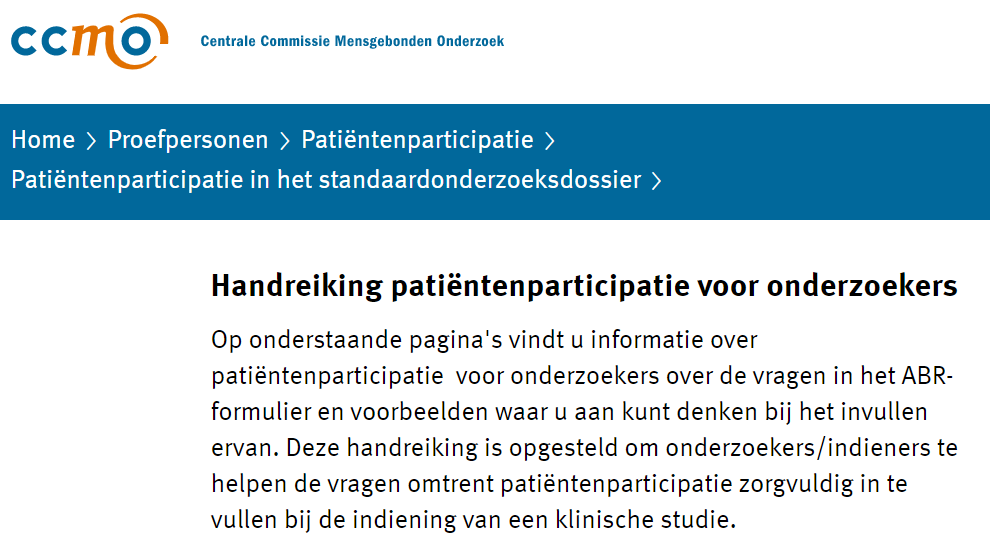 ccmo
Centrale Commissie Mensgebonden Onderzoek
Home > Proefpersonen > Patiëntenparticipatie >
Patiëntenparticipatie in het standaardonderzoeksdossier >
Handreiking patiëntenparticipatie voor onderzoekers
Op onderstaande pagina's vindt u informatie over
patiëntenparticipatie  voor onderzoekers over de vragen in het ABR-
formulier en voorbeelden waar u aan kunt denken bij het invullen
ervan. Deze handreiking is opgesteld om onderzoekers/indieners te
helpen de vragen omtrent patiëntenparticipatie zorgvuldig in te
vullen bij de indiening van een klinische studie.